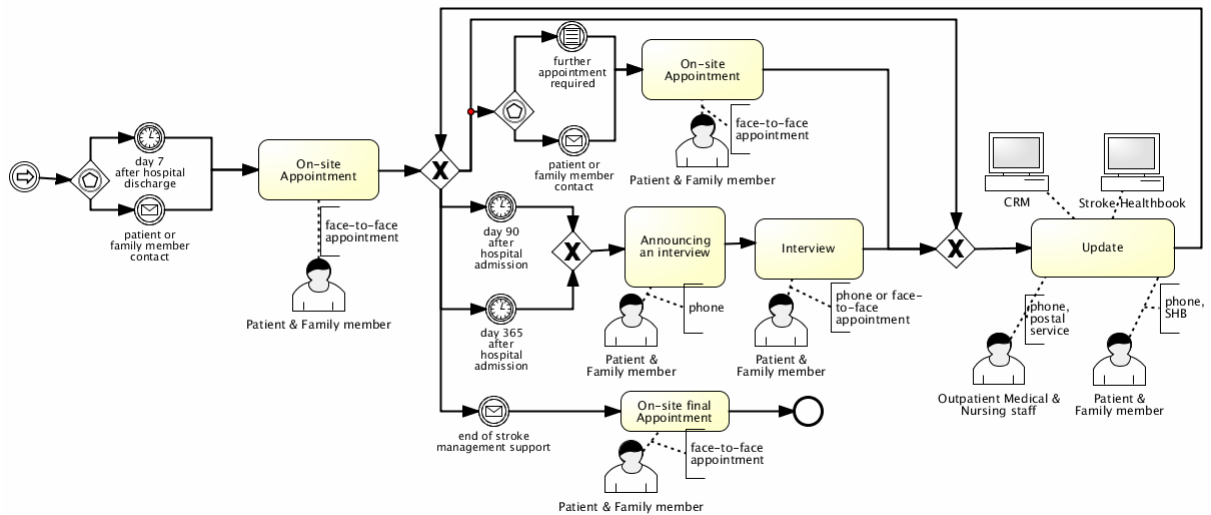 day 7
after hospital
discharge
patient or
family member
contact
On-site
Appointment
face-to-face
appointment
Patient & Family member
X
further
appointment
required
patient or
family member
contact
On-site
Appointment
face-to-face
appointment
Patient & Family member
day 90
after
hospital
admission
day 365
after
hospital
admission
X
Announcing
an interview
phone
Patient &
Family member
Interview
phone or face-
to-face
appointment
Patient &
Family member
end of stroke
management support
On-site final
Appointment
face-to-face
appointment
Patient & Family member
X
CRM
Stroke Healthbook
Update
phone,
postal
service
Outpatient Medical &
Nursing staff
phone,
SHB
Patient &
Family member